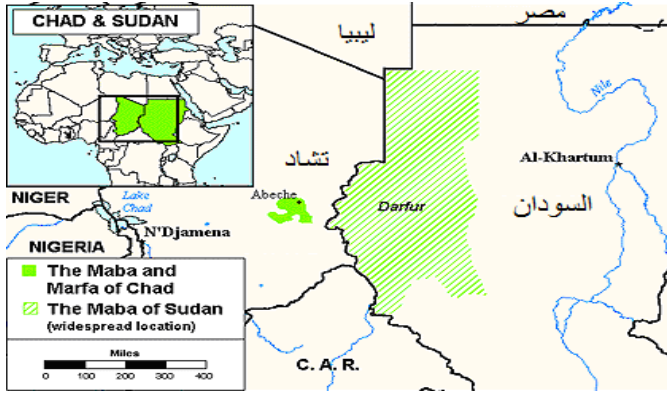 CHAD & SUDAN
ليبيا
مصر
Nile
تشاد
Al-Khartum
السودان
Abeche
Darfur
NIGER
Lake
Chad
N'Djamena
NIGERIA
The Maba and
Marfa of Chad
The Maba of Sudan
(widespread location)
Miles
0 100 200 300 400
C. A. R.